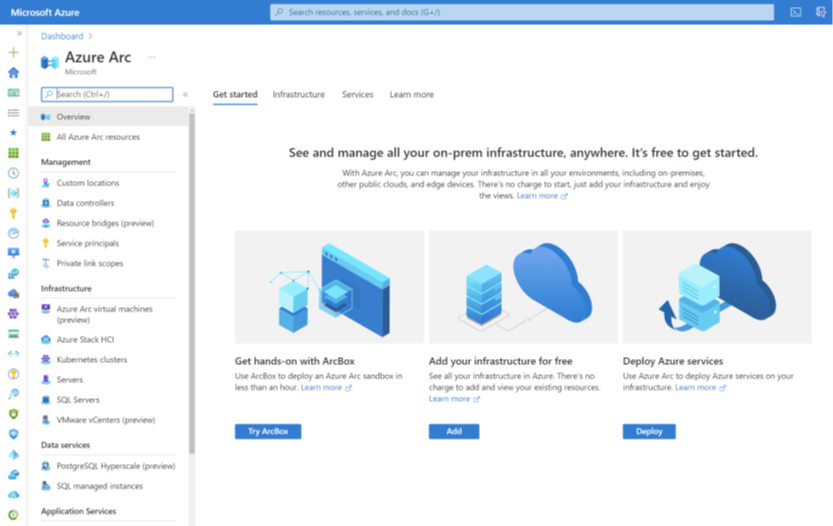 Microsoft Azure
Search resources, services, and docs (G+/)
Dashboard >
Azure Arc ...
Microsoft
Search (Ctrl+/)
Overview
All Azure Arc resources
Management
Custom locations
Data controllers
Resource bridges (preview)
Service principals
Private link scopes
Infrastructure
Azure Arc virtual machines
(preview)
Azure Stack HCI
Kubernetes clusters
Servers
SQL Servers
VMware vCenters (preview)
Data services
PostgreSQL Hyperscale (preview)
SQL managed instances
Application Services
Get started Infrastructure Services Learn more
See and manage all your on-prem infrastructure, anywhere. It's free to get started.
With Azure Arc, you can manage your infrastructure in all your environments, including on-premises,
other public clouds, and edge devices. There's no charge to start, just add your infrastructure and enjoy
the views. Learn more
Get hands-on with ArcBox
Use ArcBox to deploy an Azure Arc sandbox in
less than an hour. Learn more
Try ArcBox
Add your infrastructure for free
See all your infrastructure in Azure. There's no
charge to add and view your existing resources.
Learn more
Add
Deploy Azure services
Use Azure Arc to deploy Azure services on your
infrastructure. Learn more
Deploy